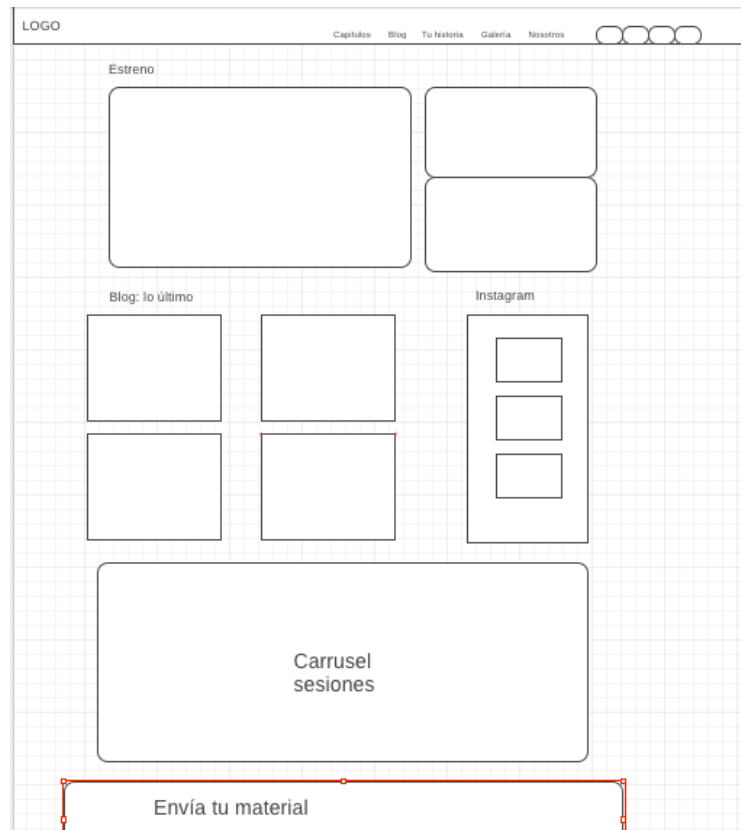 LOGO
Capítulos Blog Tu historia Galería Nosotros
Estreno
Blog: lo último
Instagram
Carrusel
sesiones
Envía tu material